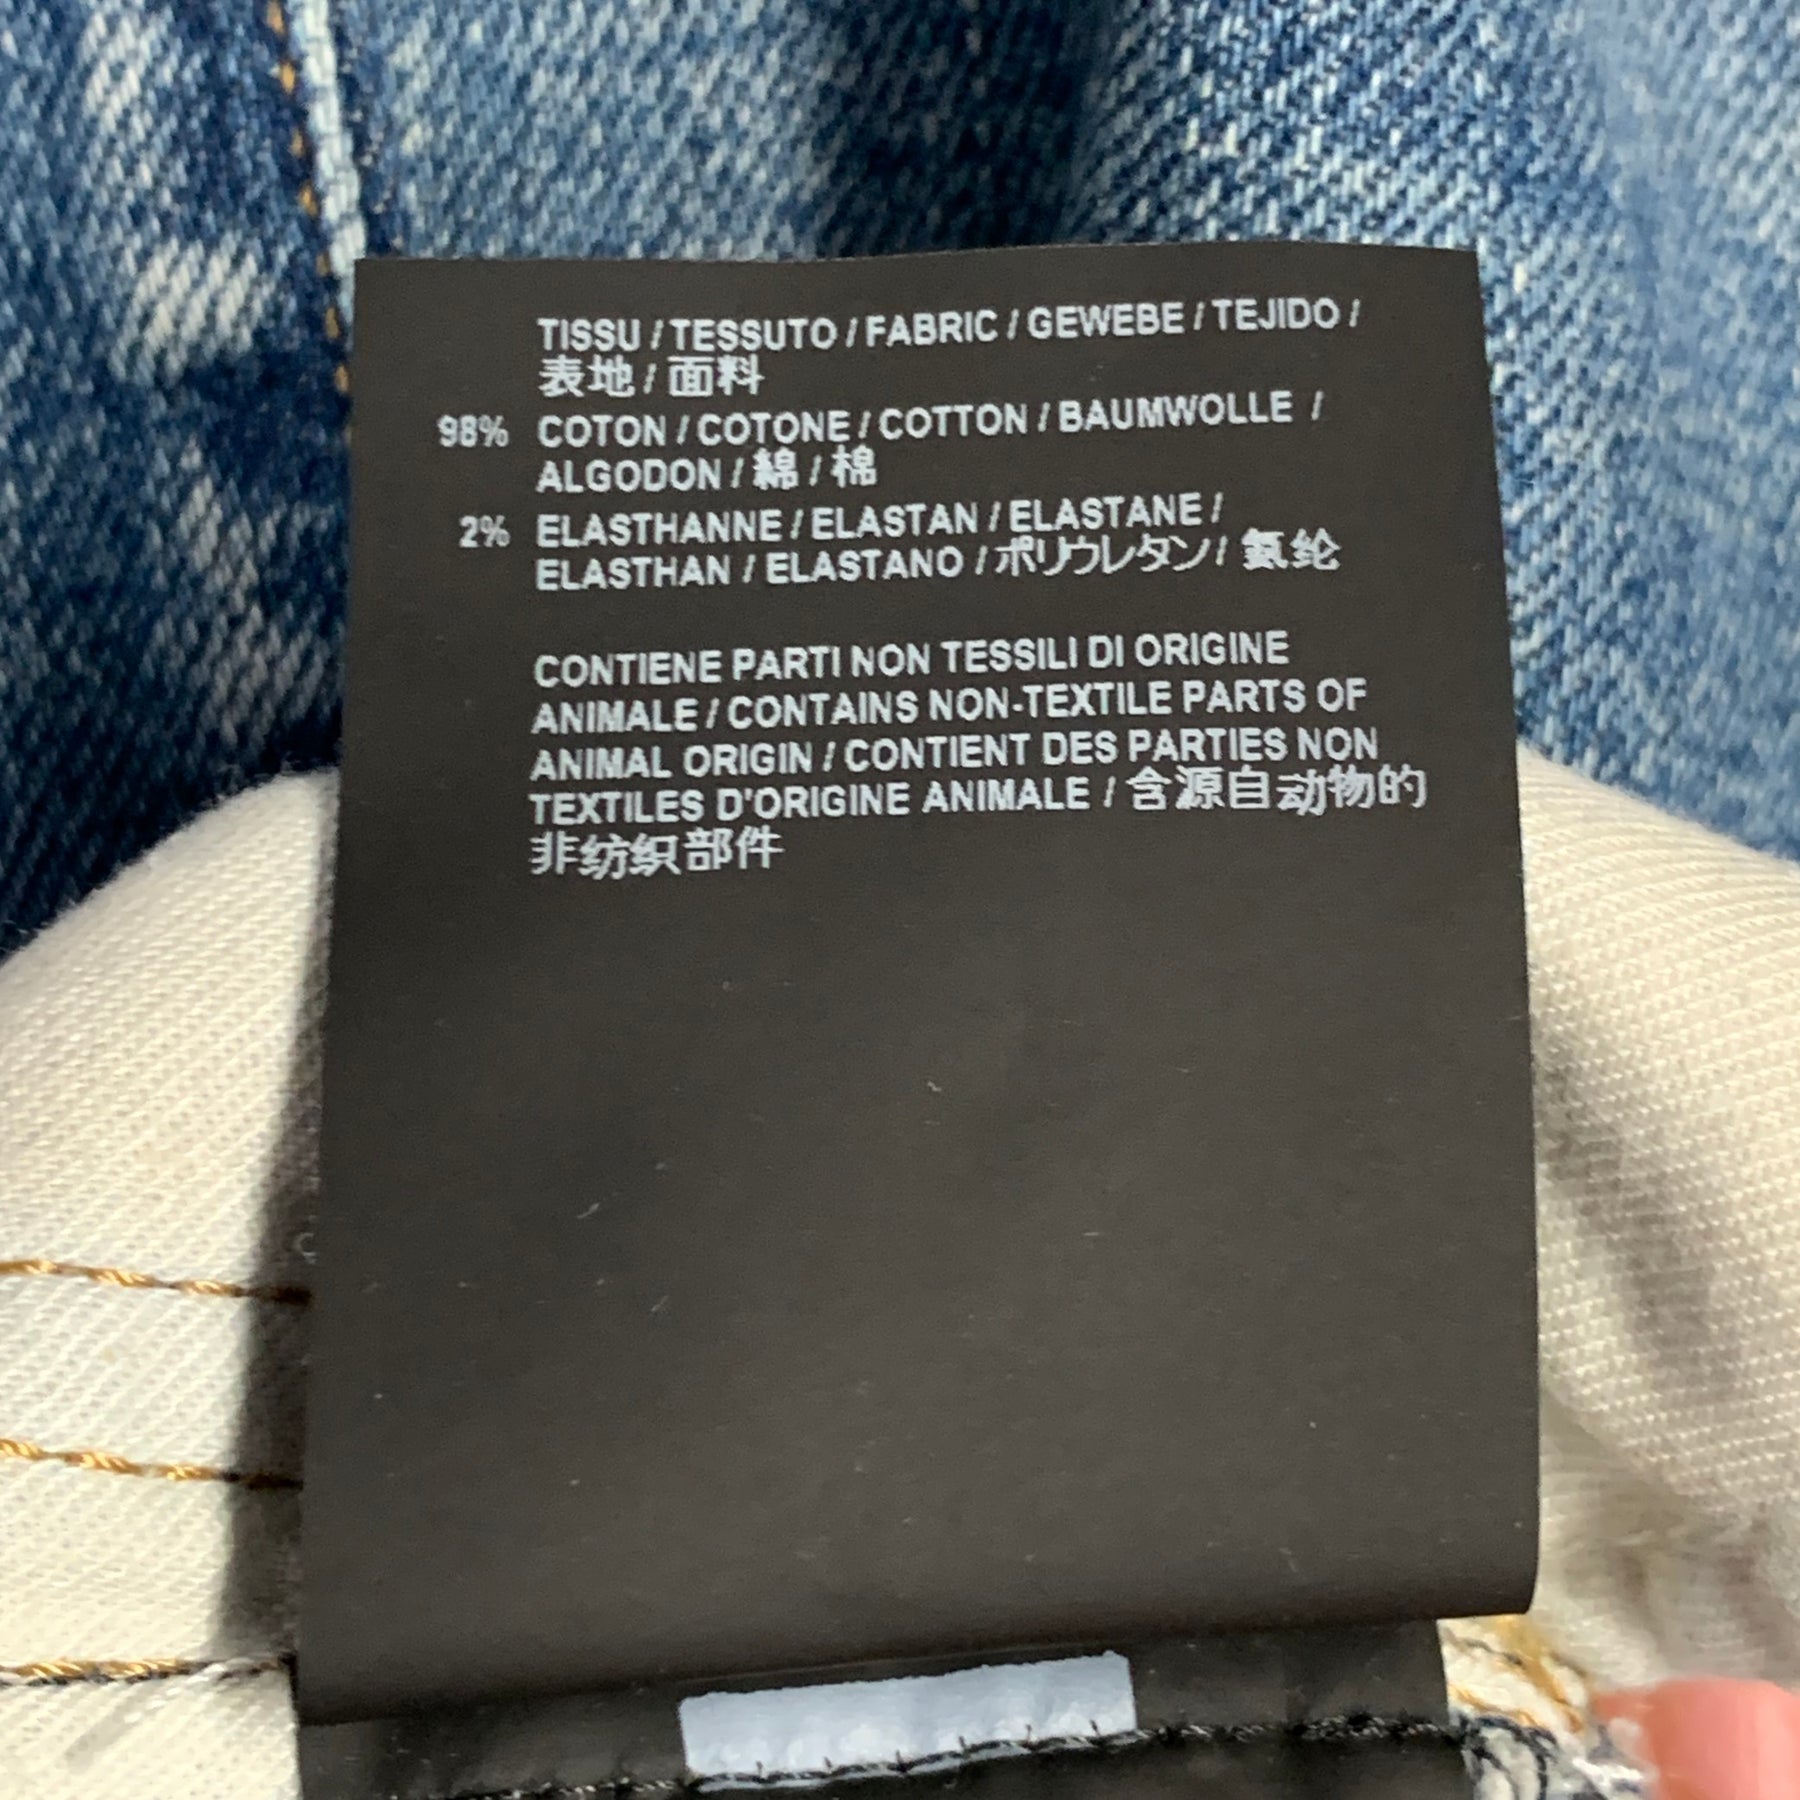 TISSU / TESSUTO / FABRIC / GEWEBE / TEJIDO /
表地 / 面料
98% COTON / COTONE / COTTON / BAUMWOLLE /
ALGODON / 綿 / 棉
2% ELASTHANNE / ELASTAN / ELASTANE /
ELASTHAN / ELASTANO / ポリウレタン / 氨纶
CONTIENE PARTI NON TESSILI DI ORIGINE
ANIMALE / CONTAINS NON-TEXTILE PARTS OF
ANIMAL ORIGIN / CONTIENT DES PARTIES NON
TEXTILES D'ORIGINE ANIMALE / 含源自动物的
非纺织部件